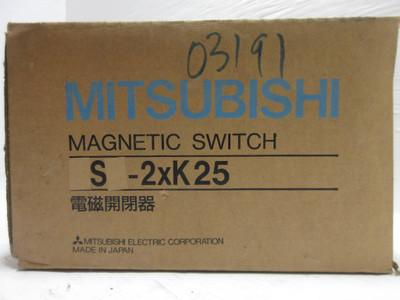 03191
MITSUBISHI
MAGNETIC SWITCH
S -2xK25
電磁開閉器
MITSUBISHI ELECTRIC CORPORATION
MADE IN JAPAN